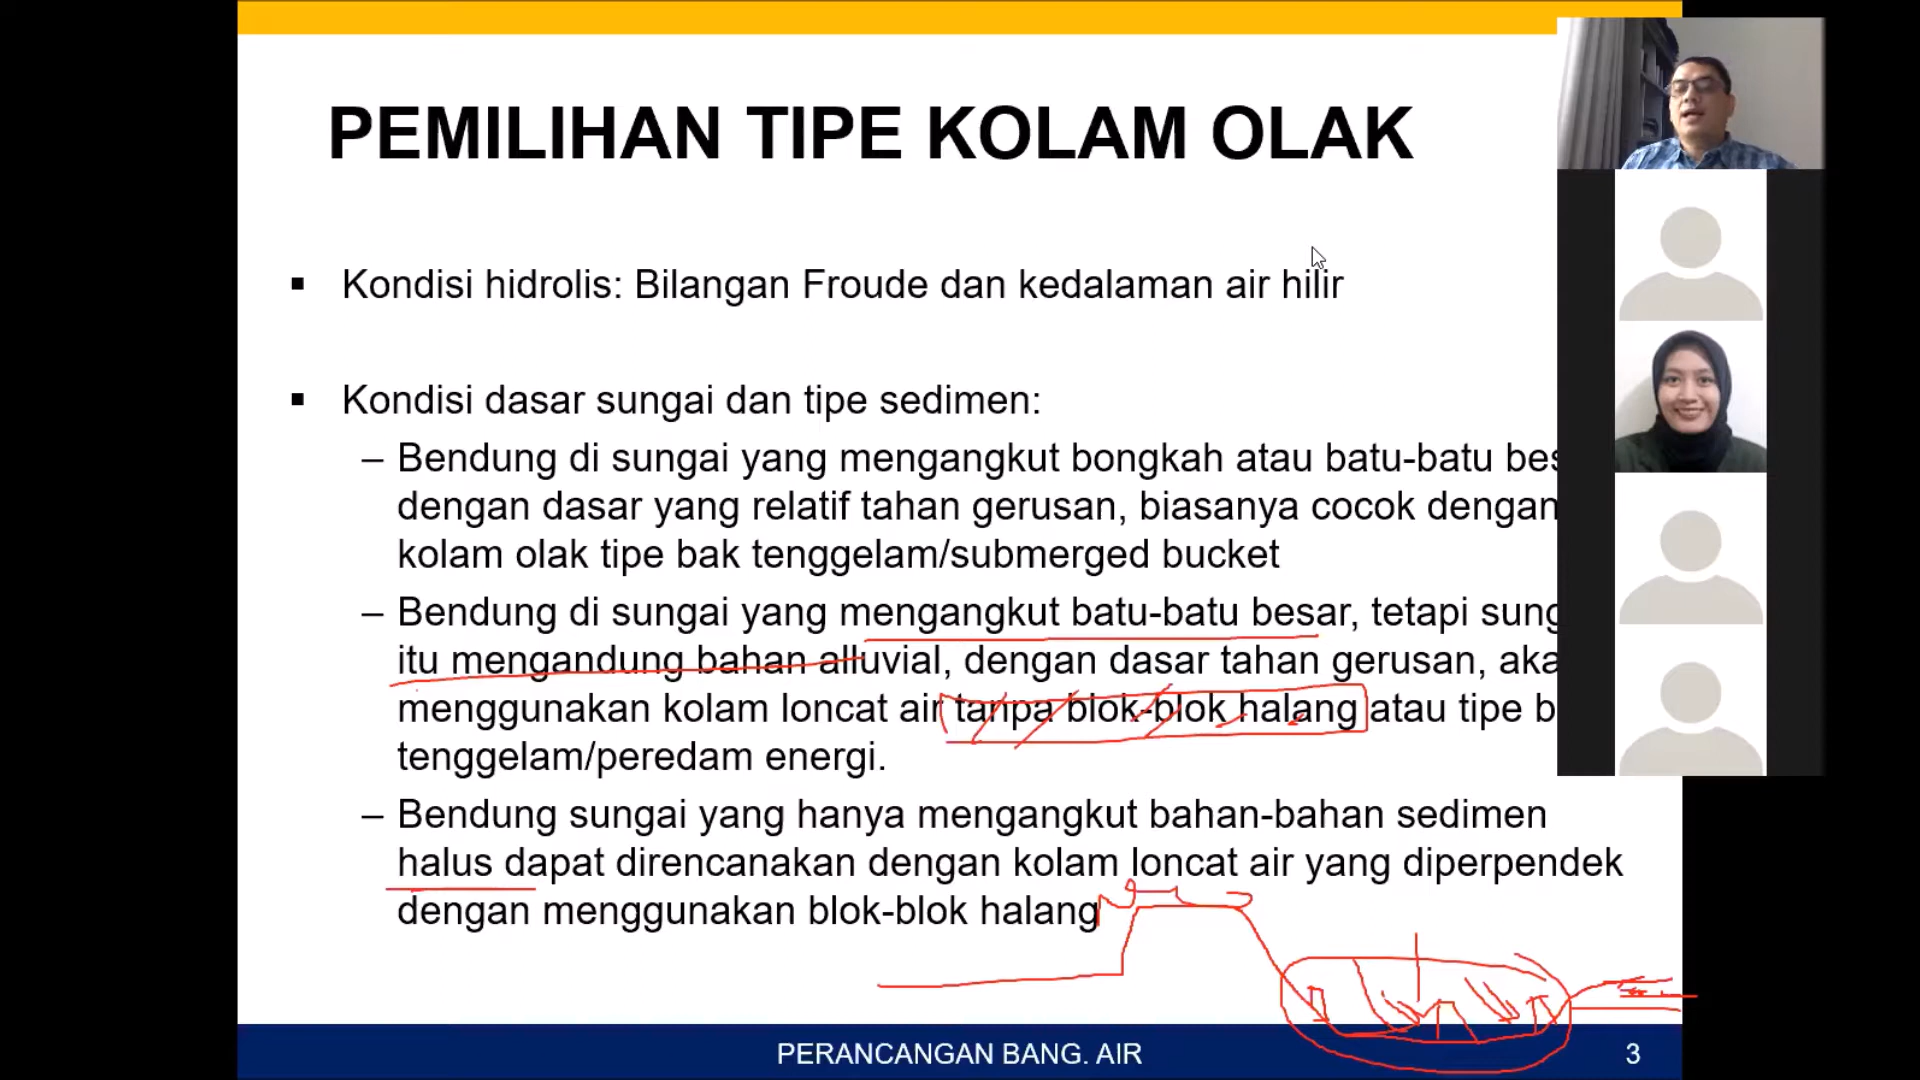 PEMILIHAN TIPE KOLAM OLAK
▪ Kondisi hidrolis: Bilangan Froude dan kedalaman air hilir
▪ Kondisi dasar sungai dan tipe sedimen:
– Bendung di sungai yang mengangkut bongkah atau batu-batu
dengan dasar yang relatif tahan gerusan, biasanya cocok dengan
kolam olak tipe bak tenggelam/submerged bucket
– Bendung di sungai yang mengangkut batu-batu besar, tetapi
itu mengandung bahan alluvial, dengan dasar tahan gerusan,
menggunakan kolam loncat air tanpa blok-blok halang atau tipe
tenggelam/peredam energi.
– Bendung sungai yang hanya mengangkut bahan-bahan sedimen
halus dapat direncanakan dengan kolam loncat air yang diperpendek
dengan menggunakan blok-blok halang
PERANCANGAN BANG. AIR
3